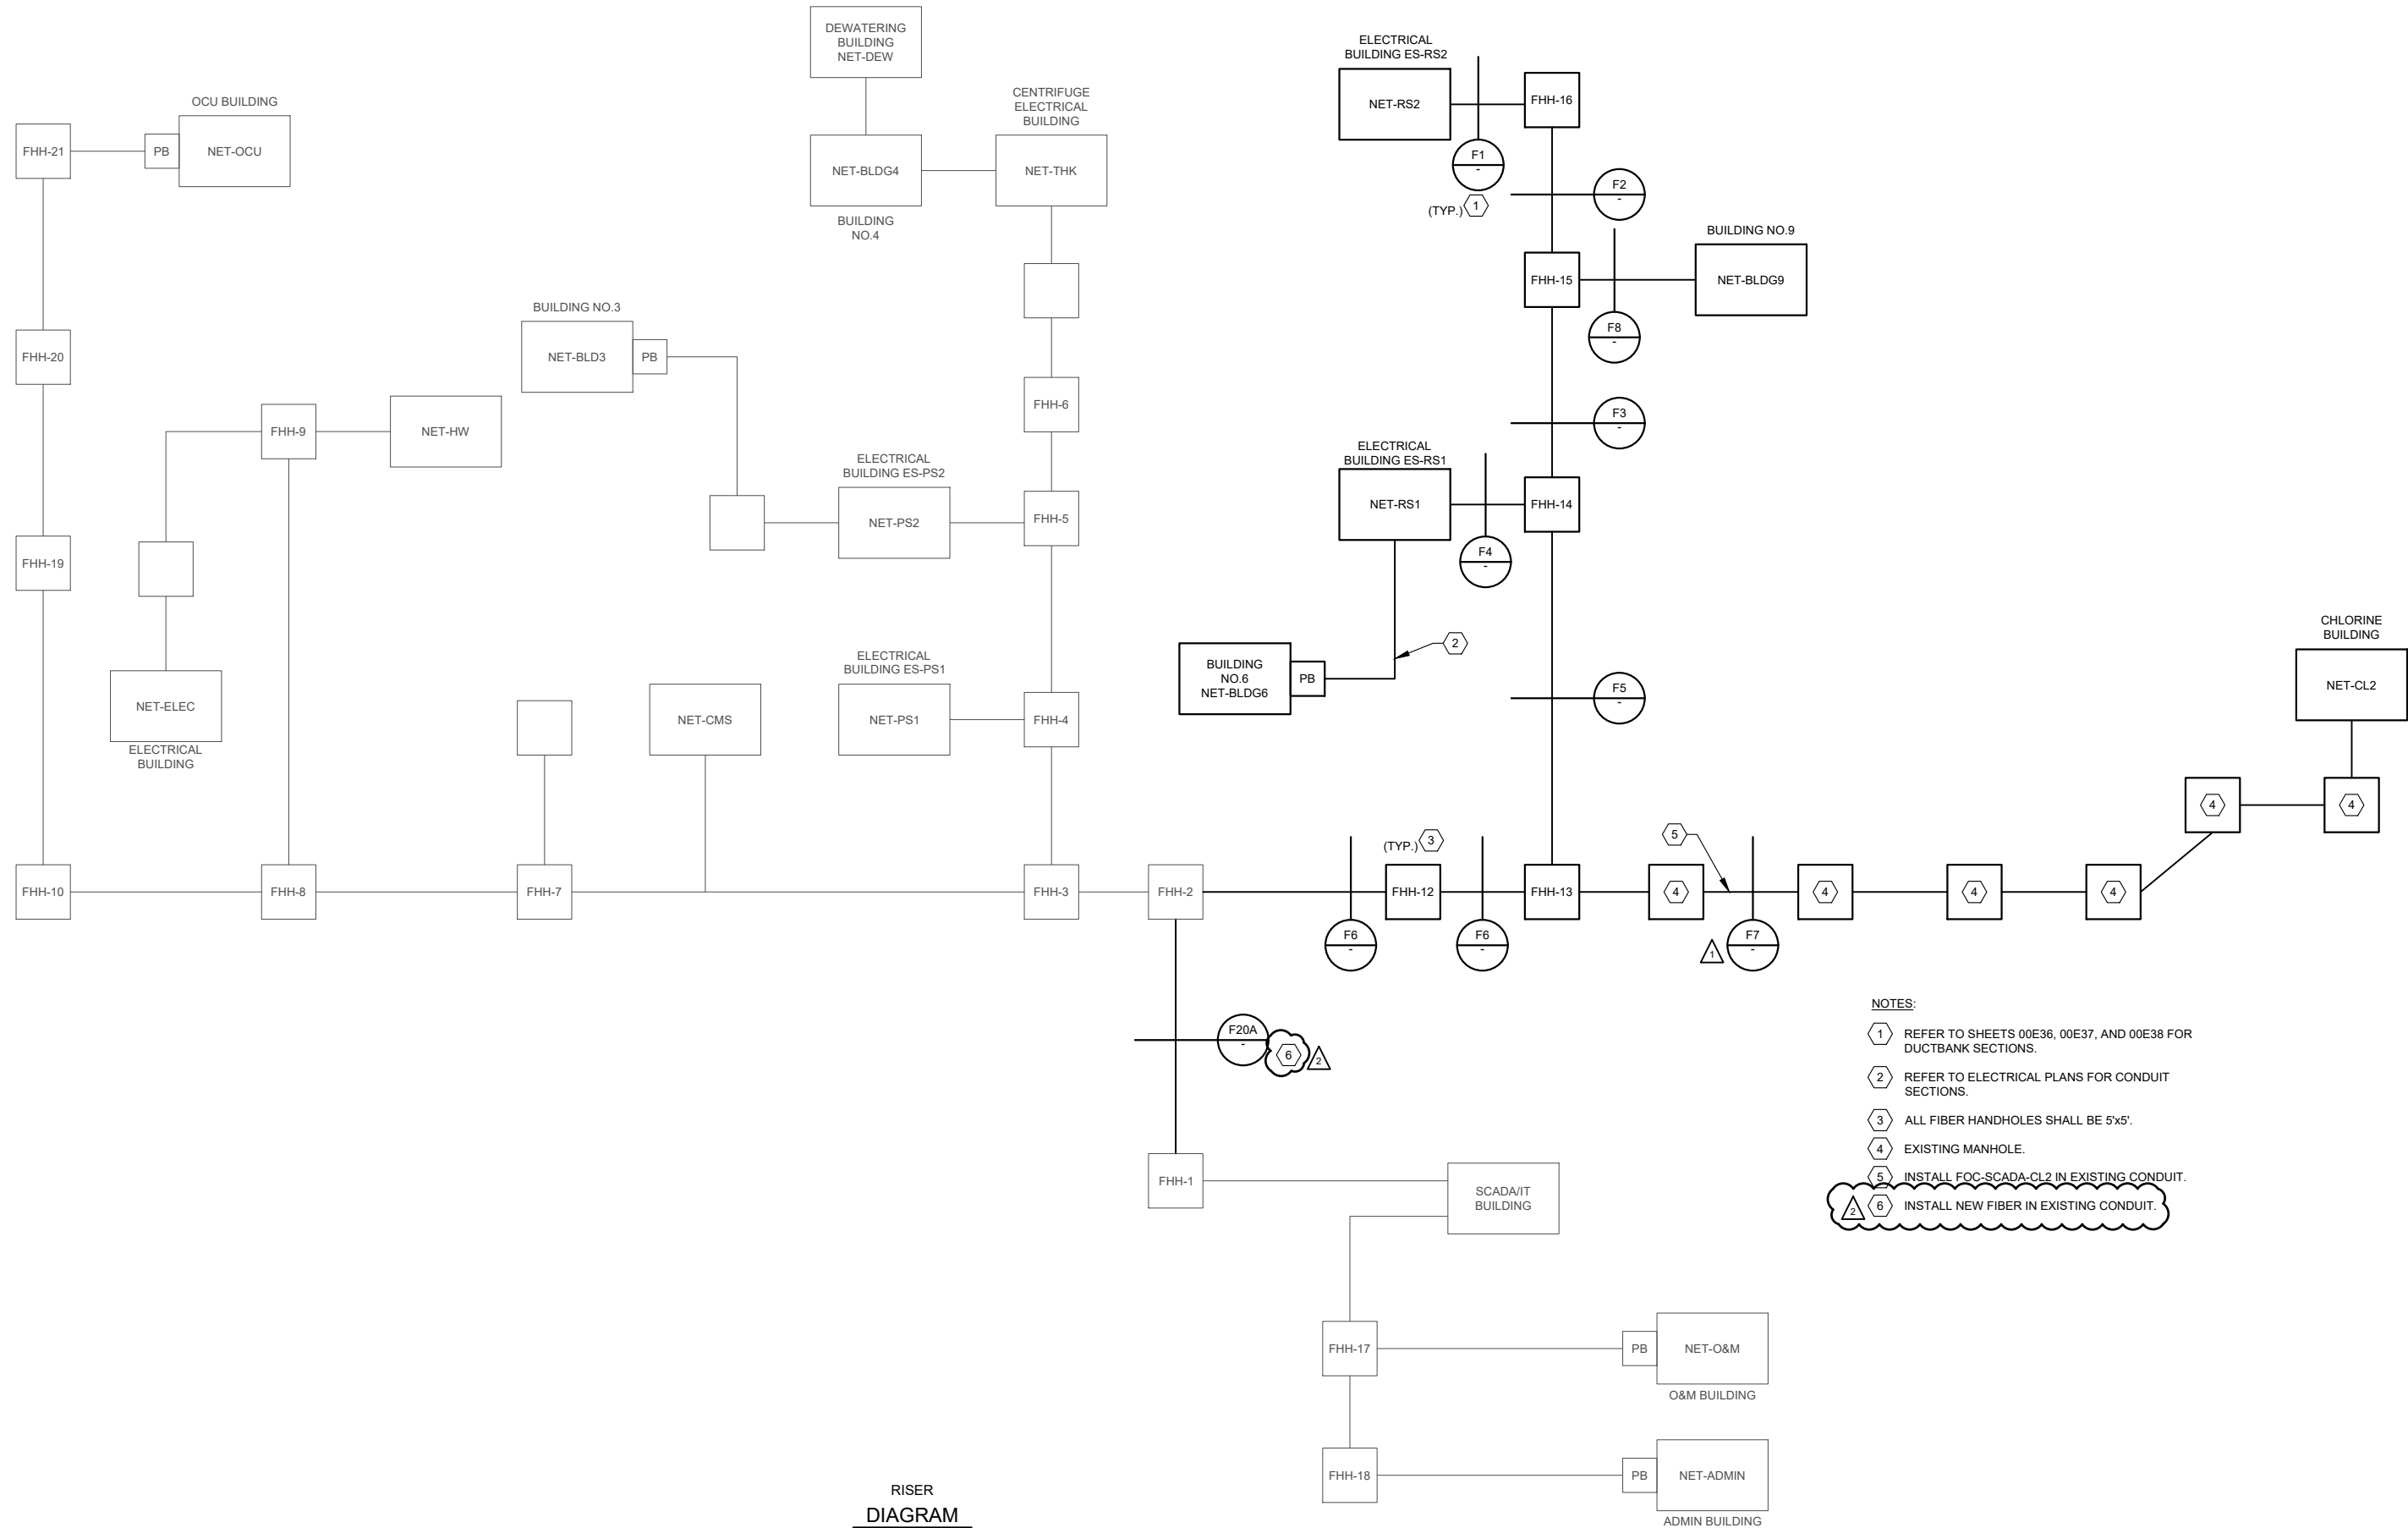 DEWATERING
BUILDING
NET-DEW
OCU BUILDING
FHH-21
PB
NET-OCU
CENTRIFUGE
ELECTRICAL
BUILDING
NET-BLDG4
NET-THK
BUILDING
NO.4
ELECTRICAL
BUILDING ES-RS2
NET-RS2
FHH-16
F1
-
(TYP.)
1
F2
-
BUILDING NO.9
FHH-15
NET-BLDG9
F8
-
BUILDING NO.3
FHH-20
NET-BLD3
PB
FHH-6
F3
-
FHH-9
NET-HW
ELECTRICAL
BUILDING ES-PS2
NET-PS2
FHH-5
ELECTRICAL
BUILDING ES-RS1
NET-RS1
FHH-14
F4
-
FHH-19
2
BUILDING
NO.6
NET-BLDG6
PB
F5
-
CHLORINE
BUILDING
NET-CL2
NET-ELEC
ELECTRICAL
BUILDING
NET-CMS
ELECTRICAL
BUILDING ES-PS1
NET-PS1
FHH-4
4
4
(TYP.)
3
5
FHH-10
FHH-8
FHH-7
FHH-3
FHH-2
FHH-12
FHH-13
4
4
4
4
F6
-
F6
-
1
F7
-
F20A
-
6
2
FHH-1
SCADA/IT
BUILDING
NOTES:
1 REFER TO SHEETS 00E36, 00E37, AND 00E38 FOR
DUCTBANK SECTIONS.
2 REFER TO ELECTRICAL PLANS FOR CONDUIT
SECTIONS.
3 ALL FIBER HANDHOLES SHALL BE 5'x5'.
4 EXISTING MANHOLE.
5 INSTALL FOC-SCADA-CL2 IN EXISTING CONDUIT.
2 6 INSTALL NEW FIBER IN EXISTING CONDUIT.
FHH-17
PB
NET-O&M
O&M BUILDING
FHH-18
PB
NET-ADMIN
ADMIN BUILDING
RISER
DIAGRAM